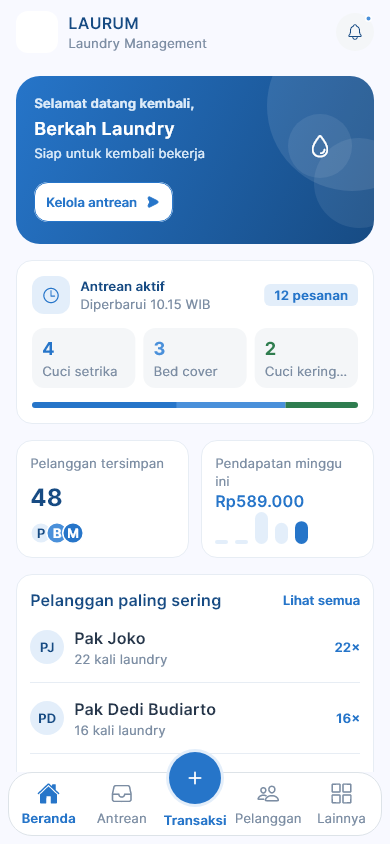 LAURUM
Laundry Management
Selamat datang kembali,
Berkah Laundry
Siap untuk kembali bekerja
Kelola antrean
Antrean aktif
Diperbarui 10.15 WIB
12 pesanan
4
Cuci setrika
3
Bed cover
2
Cuci kering...
Pelanggan tersimpan
48
P B M
Pendapatan minggu
ini
Rp589.000
Pelanggan paling sering
Lihat semua
PJ
Pak Joko
22 kali laundry
22×
PD
Pak Dedi Budiarto
16 kali laundry
16×
Beranda
Antrean
Transaksi
Pelanggan
Lainnya